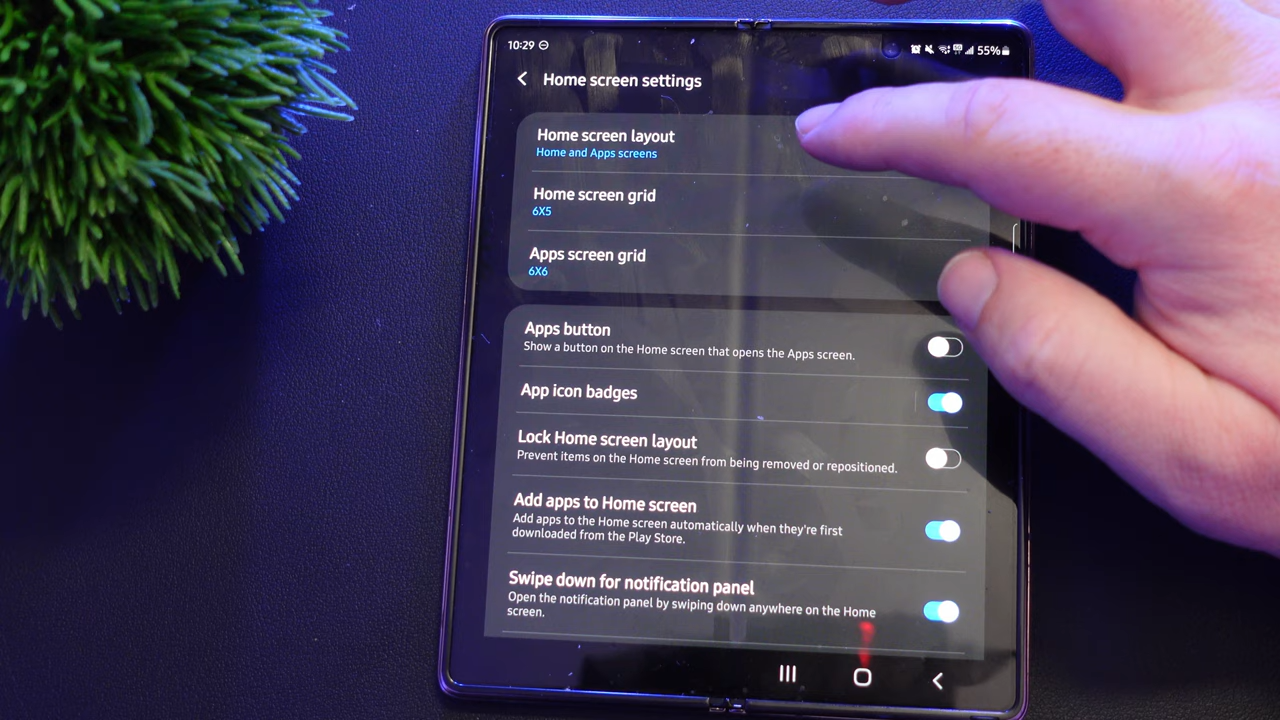 10:29
55%
Home screen settings
Home screen layout
Home and Apps screens
Home screen grid
6X5
Apps screen grid
6X6
Apps button
Show a button on the Home screen that opens the Apps screen.
App icon badges
Lock Home screen layout
Prevent items on the Home screen from being removed or repositioned.
Add apps to Home screen
Add apps to the Home screen automatically when they're first
downloaded from the Play Store.
Swipe down for notification panel
Open the notification panel by swiping down anywhere on the Home
screen.